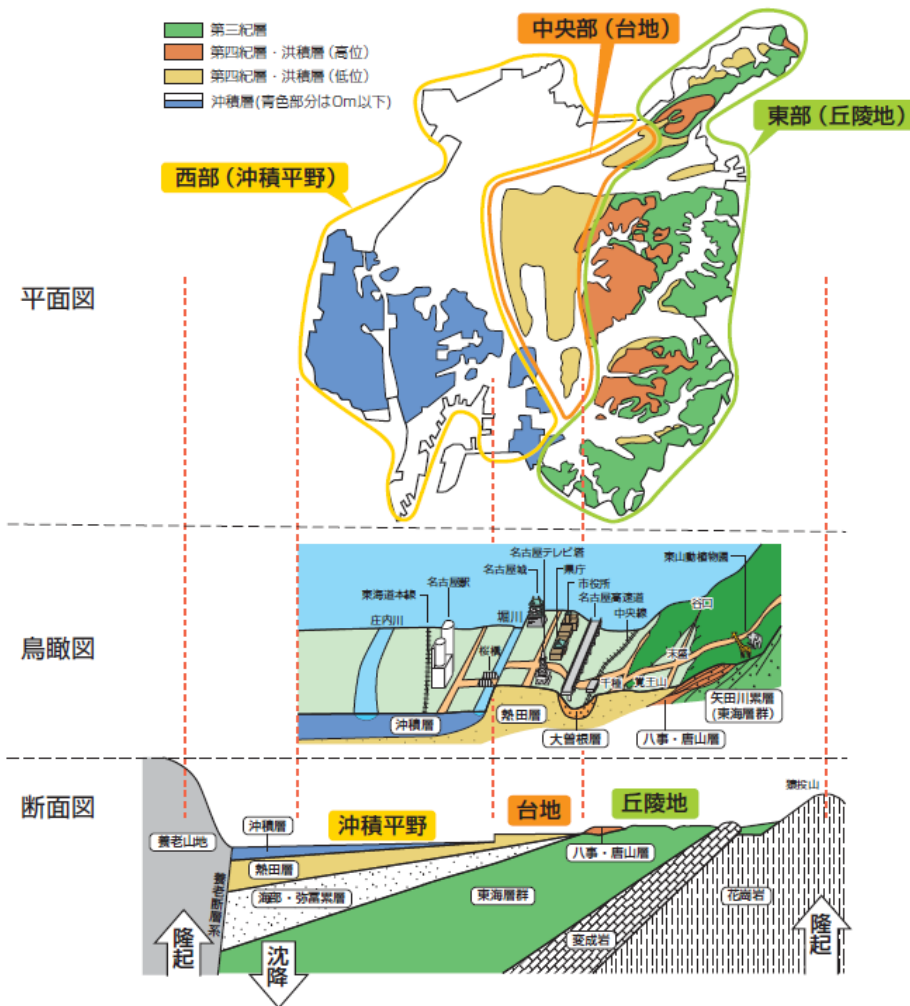 第三紀層
第四紀層・洪積層(高位)
第四紀層・洪積層(低位)
沖積層(青色部分は0m以下)
中央部(台地)
東部(丘陵地)
西部(沖積平野)
平面図
鳥瞰図
名古屋テレビ塔
名古屋城
県庁
市役所
名古屋高速道
中央線
東山動植物園
名古屋駅
東海道本線
庄内川
堀川
桜橋
谷口
末盛
千種
覚王山
沖積層
熱田層
大曽根層
八事・唐山層
矢田川累層
(東海層群)
断面図
猿投山
沖積平野
台地
丘陵地
養老山地
沖積層
熱田層
海部・弥富累層
東海層群
八事・唐山層
変成岩
花崗岩
養老断層系
隆起
沈降
隆起